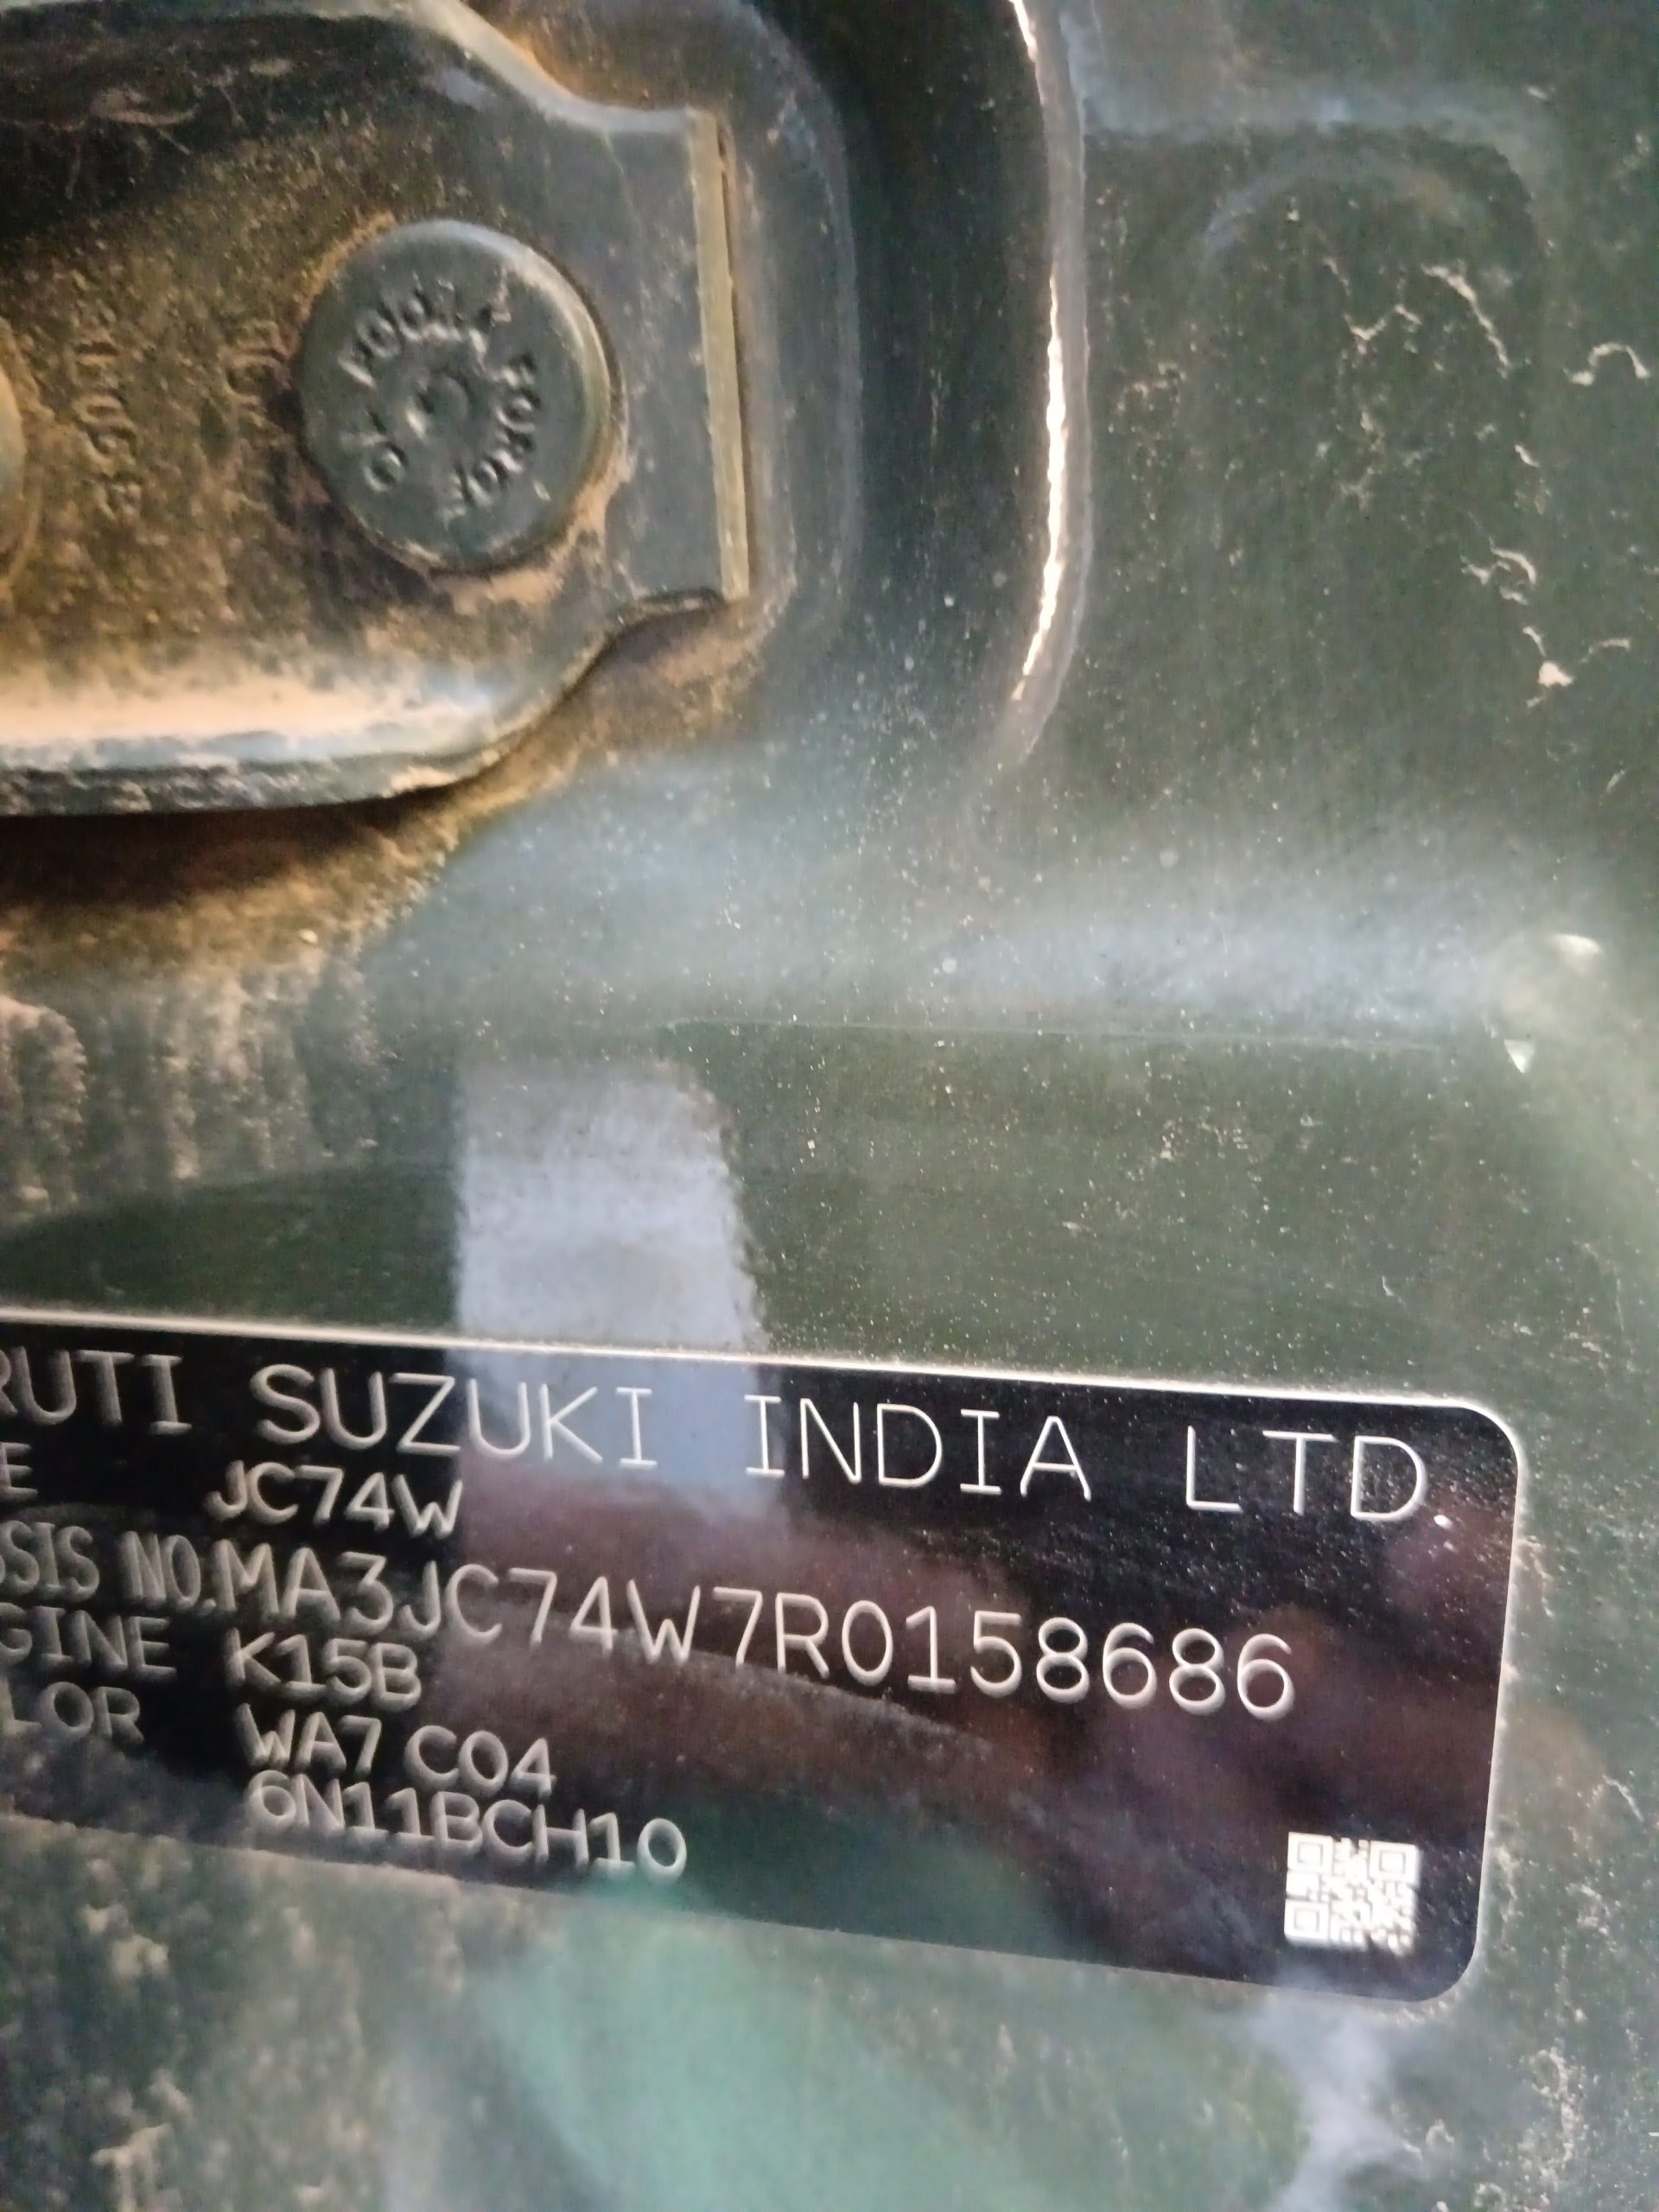 RUTI SUZUKI INDIA LTD.
E JC74W
SSIS NO.MA3JC74W7R0158686
GINE K15B
LOR WA7 C04
6N11BCH10